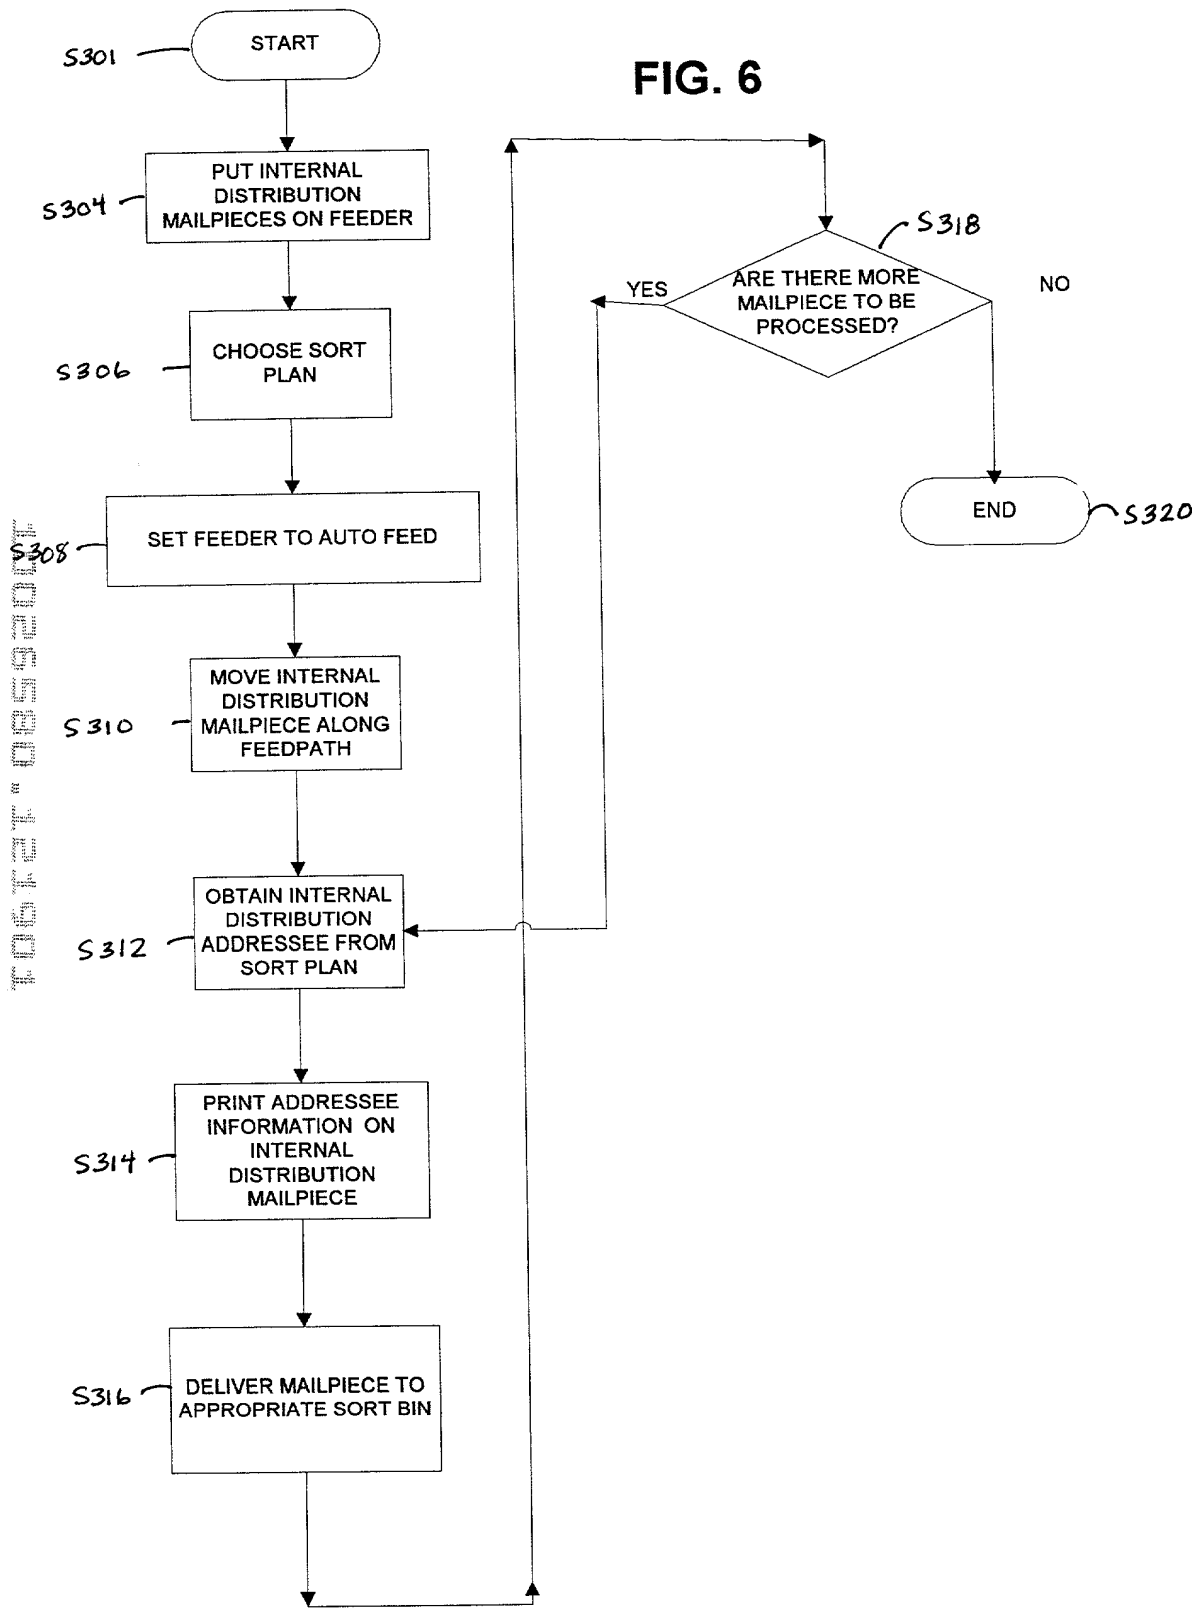 START
S301
FIG. 6
PUT INTERNAL
DISTRIBUTION
MAILPIECES ON FEEDER
S304
CHOOSE SORT
PLAN
S306
SET FEEDER TO AUTO FEED
S308
MOVE INTERNAL
DISTRIBUTION
MAILPIECE ALONG
FEEDPATH
S310
OBTAIN INTERNAL
DISTRIBUTION
ADDRESSEE FROM
SORT PLAN
S312
PRINT ADDRESSEE
INFORMATION ON
INTERNAL
DISTRIBUTION
MAILPIECE
S314
DELIVER MAILPIECE TO
APPROPRIATE SORT BIN
S316
S318
ARE THERE MORE
MAILPIECE TO BE
PROCESSED?
YES
NO
END
S320